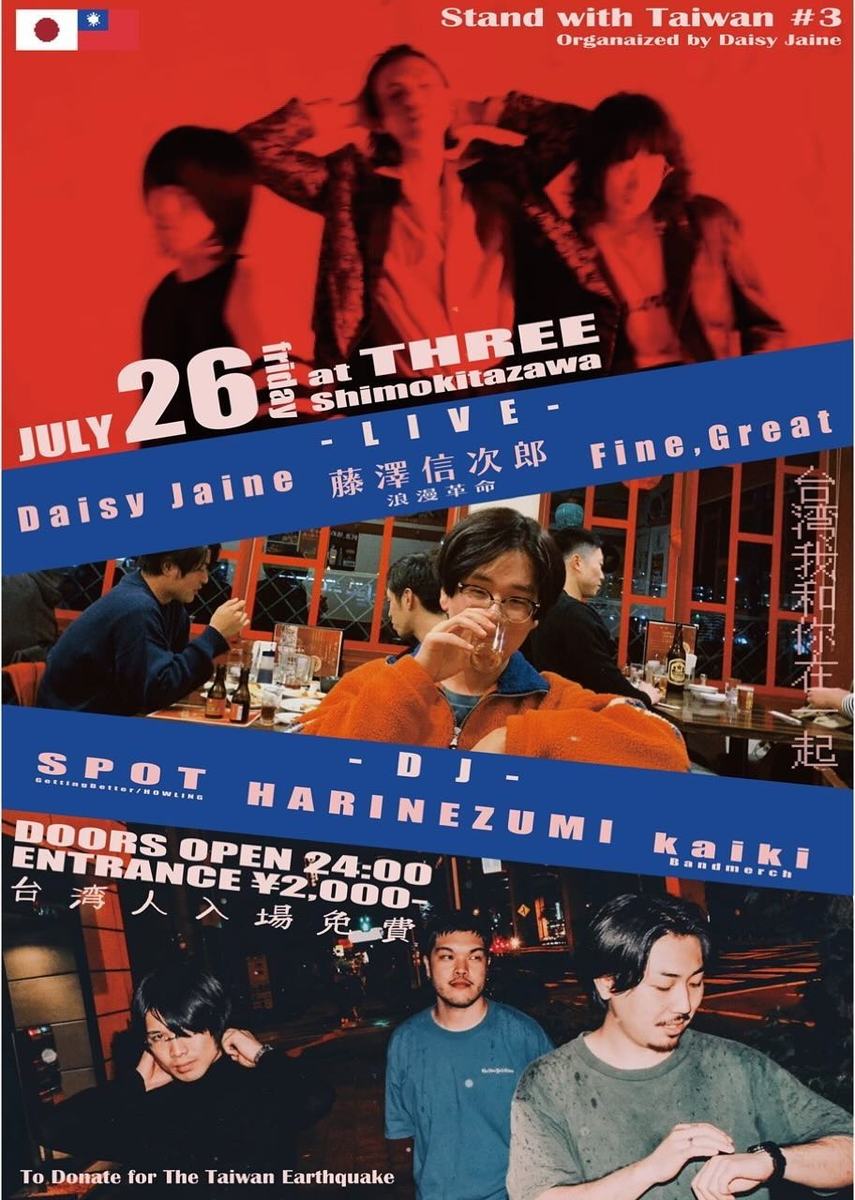 Stand with Taiwan #3
Organaized by Daisy Jaine
JULY 26 friday at THREE
Shimokitazawa
- LIVE -
Daisy Jaine 藤澤信次郎 Fine,Great
浪漫革命
台湾我和你在一起
- DJ -
SPOT HARINEZUMI kaiki
GettingBetter/HOWLING
Bandmerch
DOORS OPEN 24:00
ENTRANCE ¥2,000-
台湾人入場免費
To Donate for The Taiwan Earthquake